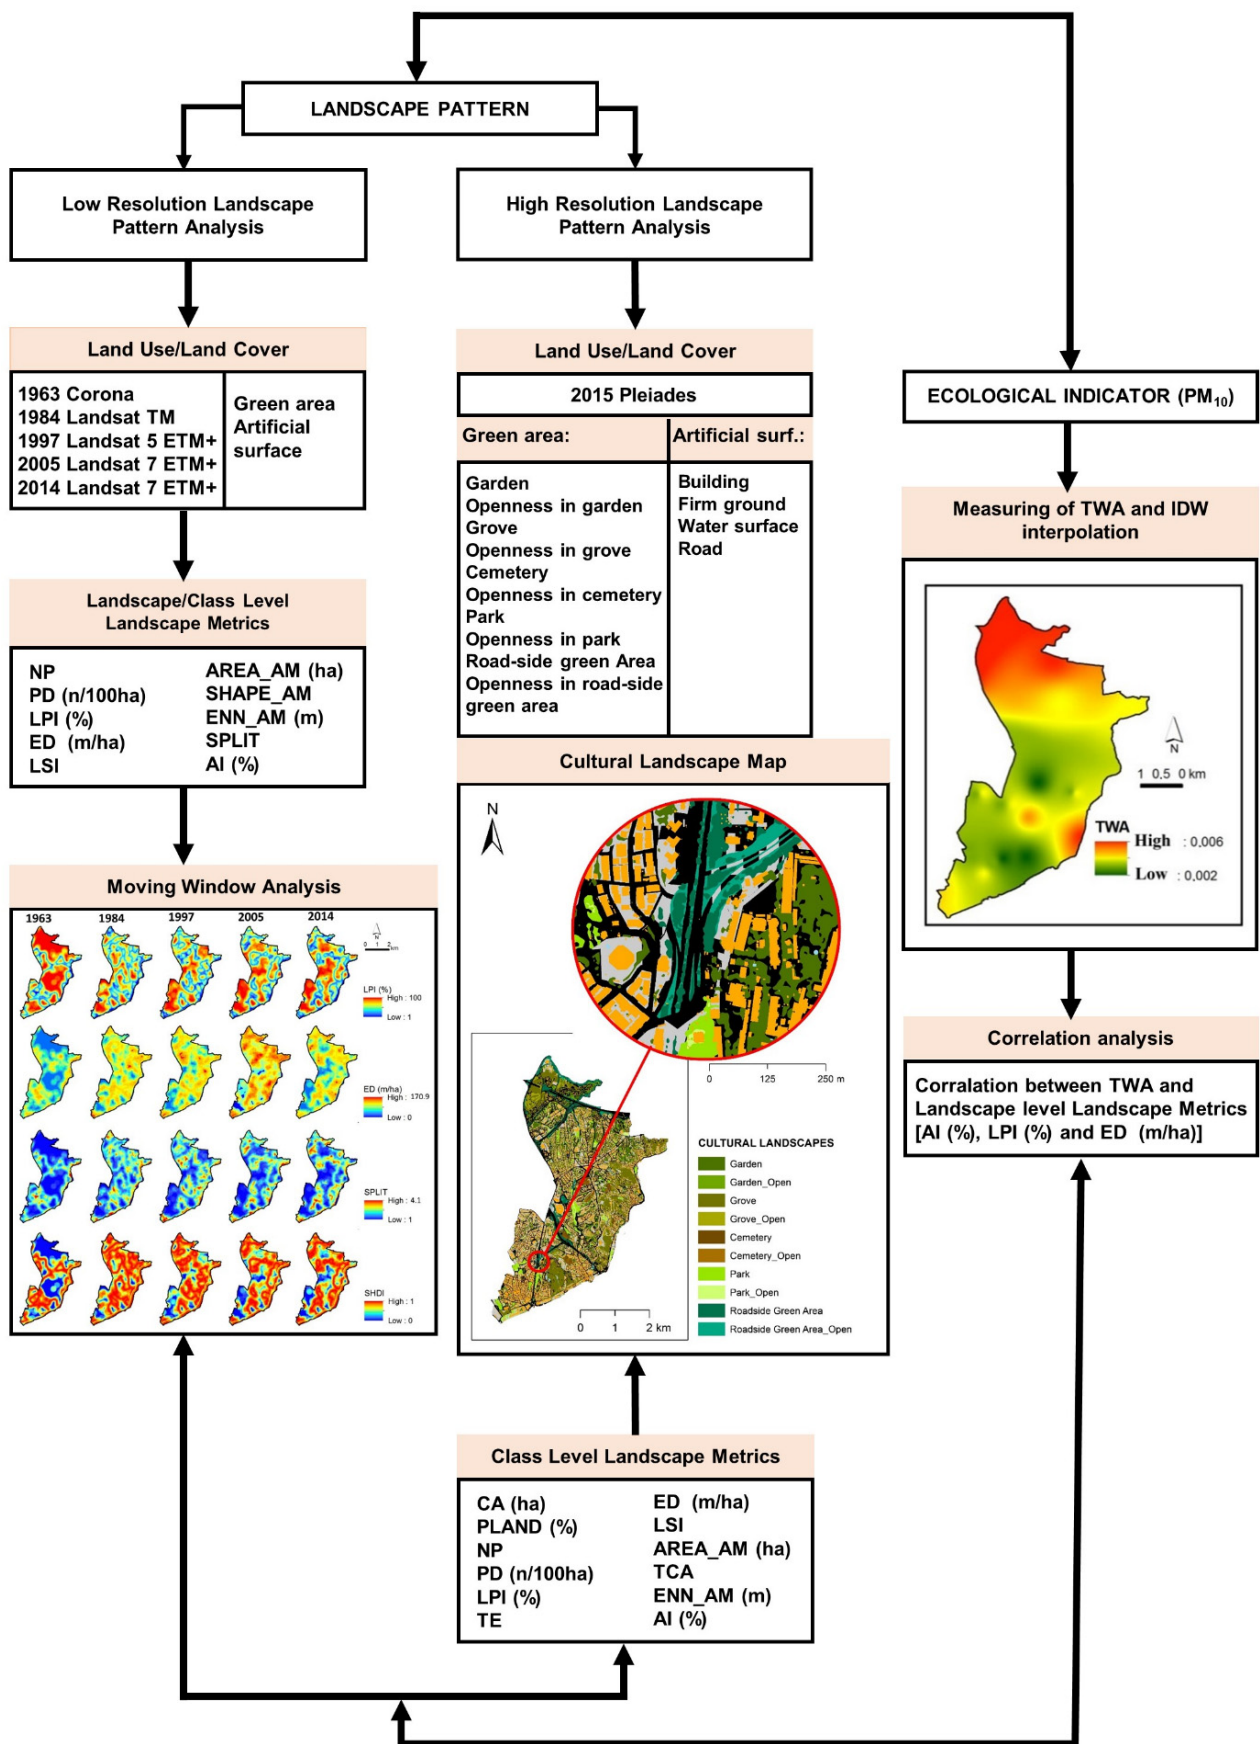 LANDSCAPE PATTERN
Low Resolution Landscape
Pattern Analysis
High Resolution Landscape
Pattern Analysis
Land Use/Land Cover
1963 Corona
1984 Landsat TM
1997 Landsat 5 ETM+
2005 Landsat 7 ETM+
2014 Landsat 7 ETM+
Green area
Artificial
surface
Landscape/Class Level
Landscape Metrics
NP
PD (n/100ha)
LPI (%)
ED (m/ha)
LSI
AREA_AM (ha)
SHAPE_AM
ENN_AM (m)
SPLIT
AI (%)
Moving Window Analysis
1963 1984 1997 2005 2014
N
0 1 2
km
LPI (%)
High : 100
Low : 1
ED (m/ha)
High : 170.9
Low : 0
SPLIT
High : 4.1
Low : 1
SHDI
High : 1
Low : 0
Land Use/Land Cover
2015 Pleiades
Green area:
Garden
Openness in garden
Grove
Openness in grove
Cemetery
Openness in cemetery
Park
Openness in park
Road-side green Area
Openness in road-side
green area
Artificial surf.:
Building
Firm ground
Water surface
Road
Cultural Landscape Map
N
0 125 250 m
CULTURAL LANDSCAPES
Garden
Garden_Open
Grove
Grove_Open
Cemetery
Cemetery_Open
Park
Park_Open
Roadside Green Area
Roadside Green Area_Open
0 1 2 km
Class Level Landscape Metrics
CA (ha)
PLAND (%)
NP
PD (n/100ha)
LPI (%)
TE
ED (m/ha)
LSI
AREA_AM (ha)
TCA
ENN_AM (m)
AI (%)
ECOLOGICAL INDICATOR (PM₁₀)
Measuring of TWA and IDW
interpolation
N
1 0,5 0 km
TWA
High : 0,006
Low : 0,002
Correlation analysis
Corralation between TWA and
Landscape level Landscape Metrics
[AI (%), LPI (%) and ED (m/ha)]